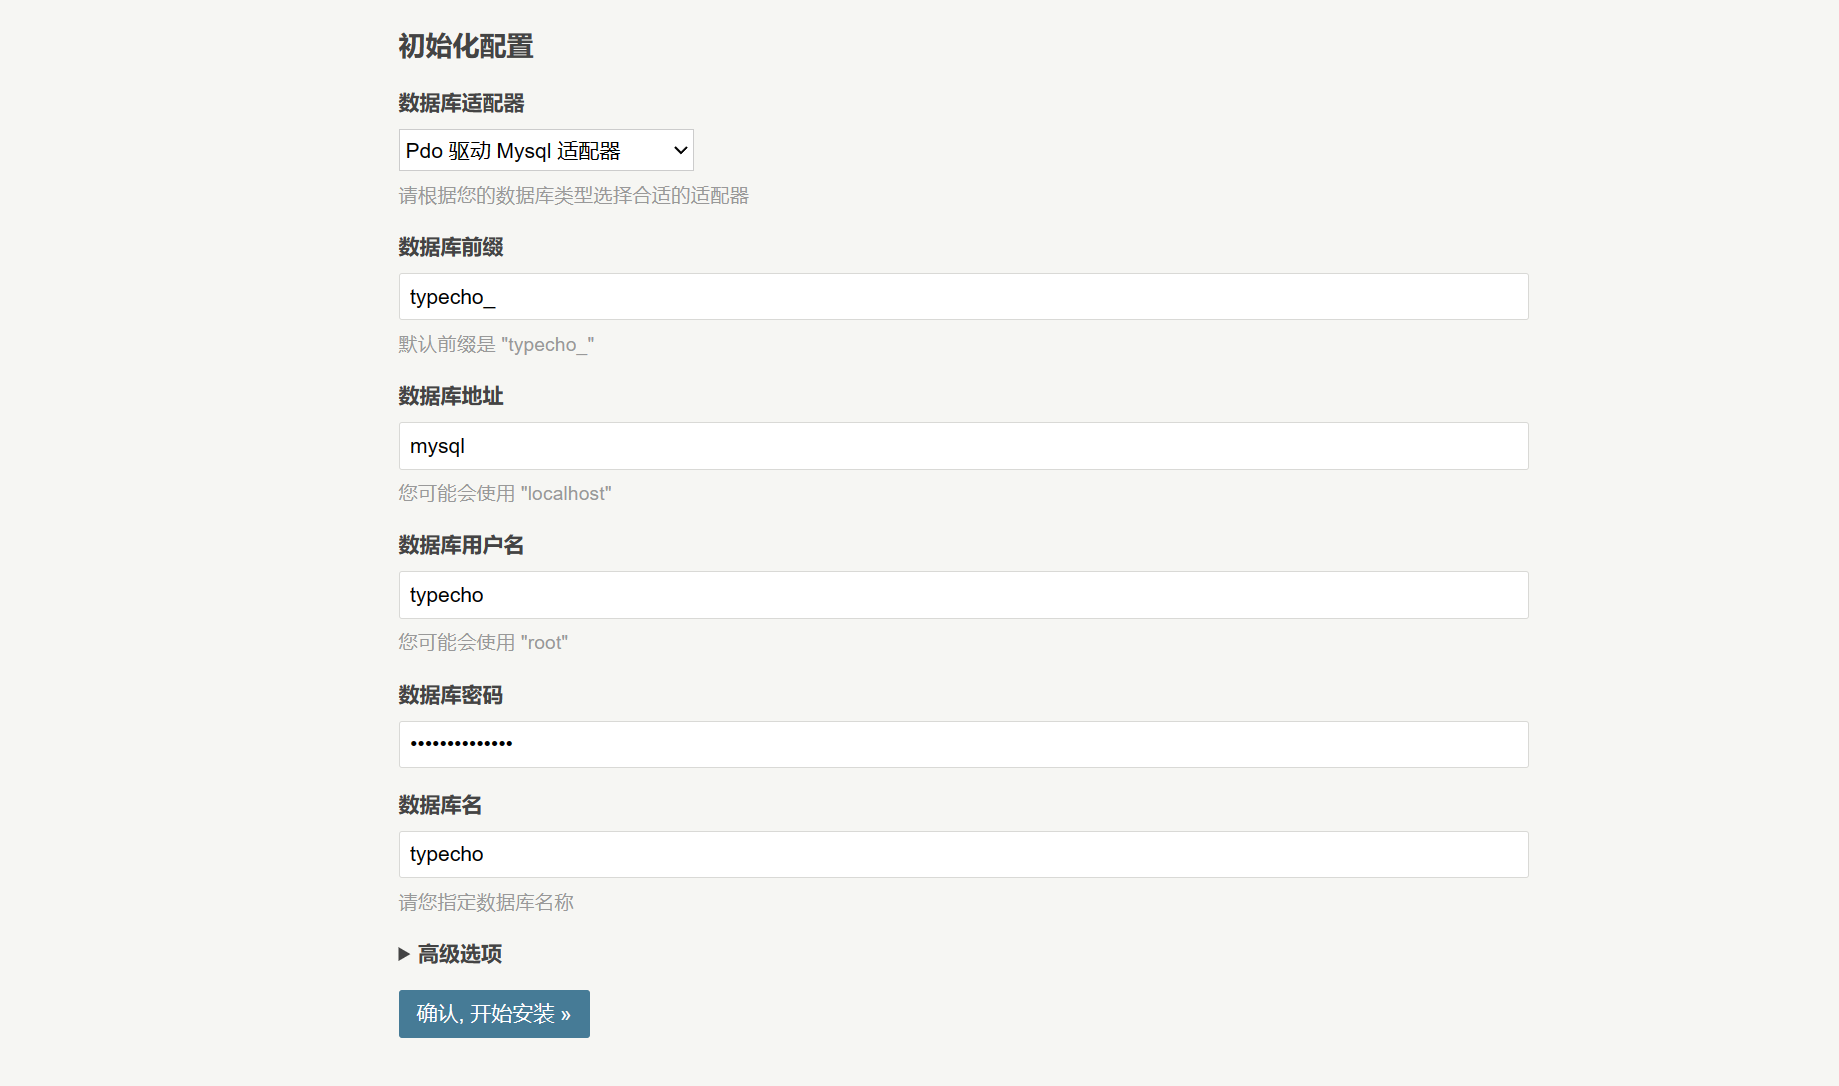 初始化配置
数据库适配器
Pdo 驱动 Mysql 适配器
请根据您的数据库类型选择合适的适配器
数据库前缀
typecho_
默认前缀是 "typecho_"
数据库地址
mysql
您可能会使用 "localhost"
数据库用户名
typecho
您可能会使用 "root"
数据库密码
••••••••••••••
数据库名
typecho
请您指定数据库名称
高级选项
确认, 开始安装 »